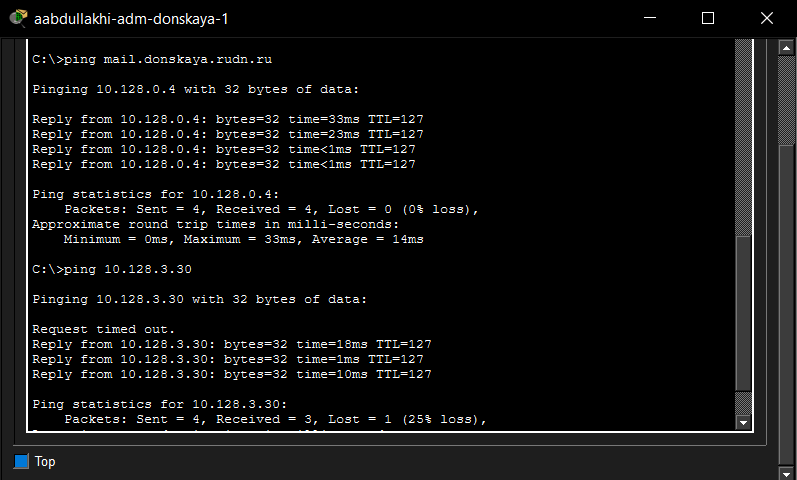 aabdullakhi-adm-donskaya-1
C:\>ping mail.donskaya.rudn.ru
Pinging 10.128.0.4 with 32 bytes of data:
Reply from 10.128.0.4: bytes=32 time=33ms TTL=127
Reply from 10.128.0.4: bytes=32 time=23ms TTL=127
Reply from 10.128.0.4: bytes=32 time<1ms TTL=127
Reply from 10.128.0.4: bytes=32 time<1ms TTL=127
Ping statistics for 10.128.0.4:
    Packets: Sent = 4, Received = 4, Lost = 0 (0% loss),
Approximate round trip times in milli-seconds:
    Minimum = 0ms, Maximum = 33ms, Average = 14ms
C:\>ping 10.128.3.30
Pinging 10.128.3.30 with 32 bytes of data:
Request timed out.
Reply from 10.128.3.30: bytes=32 time=18ms TTL=127
Reply from 10.128.3.30: bytes=32 time=1ms TTL=127
Reply from 10.128.3.30: bytes=32 time=10ms TTL=127
Ping statistics for 10.128.3.30:
    Packets: Sent = 4, Received = 3, Lost = 1 (25% loss),
Top